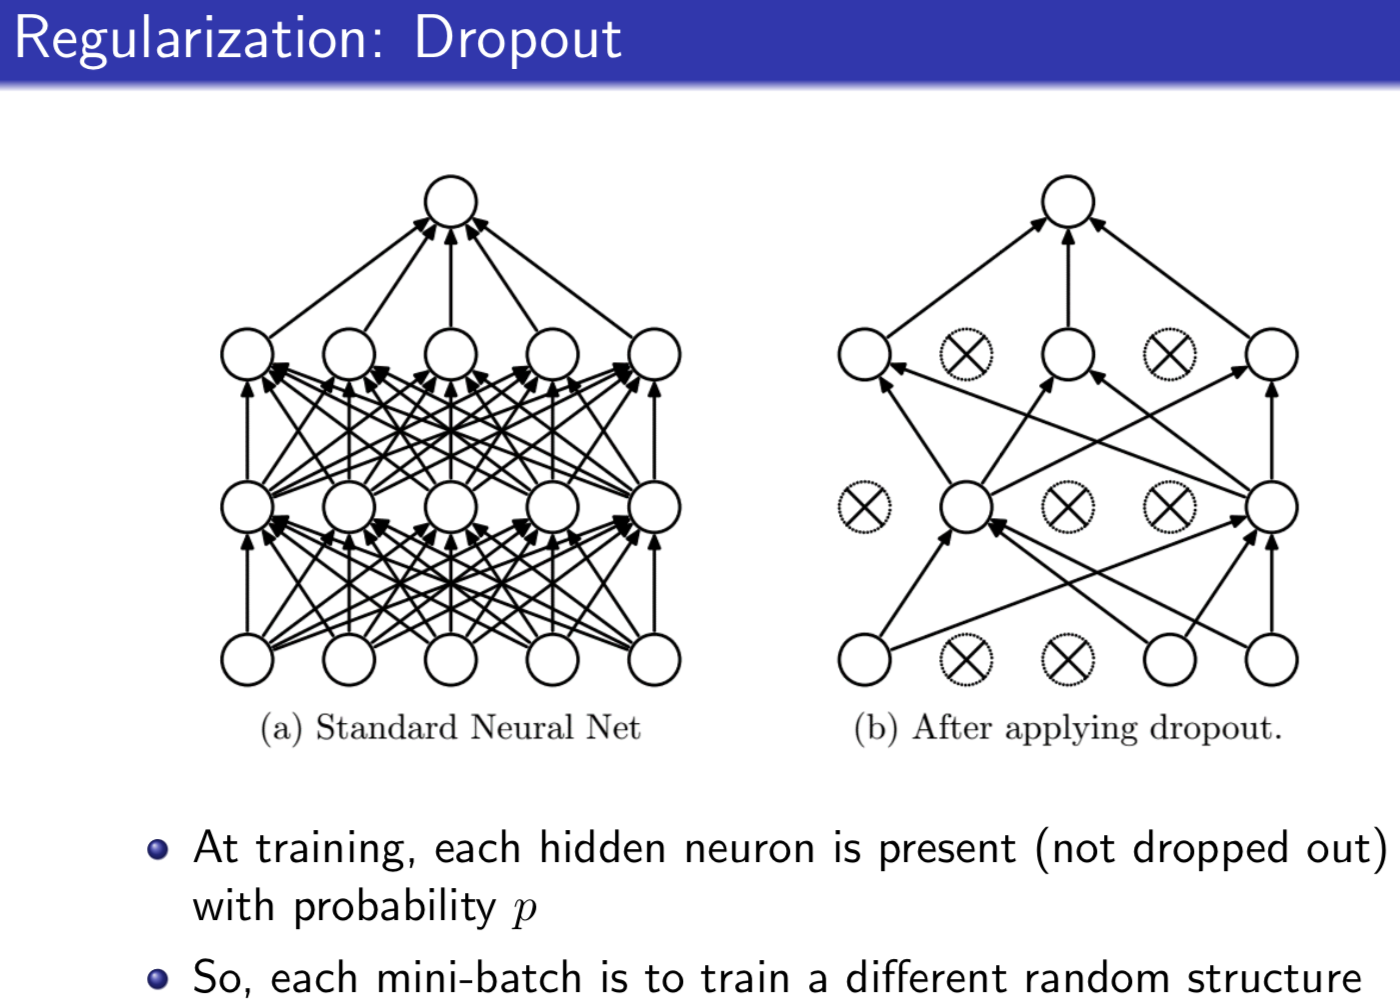 Regularization: Dropout
(a) Standard Neural Net
(b) After applying dropout.
At training, each hidden neuron is present (not dropped out)
with probability p
So, each mini-batch is to train a different random structure